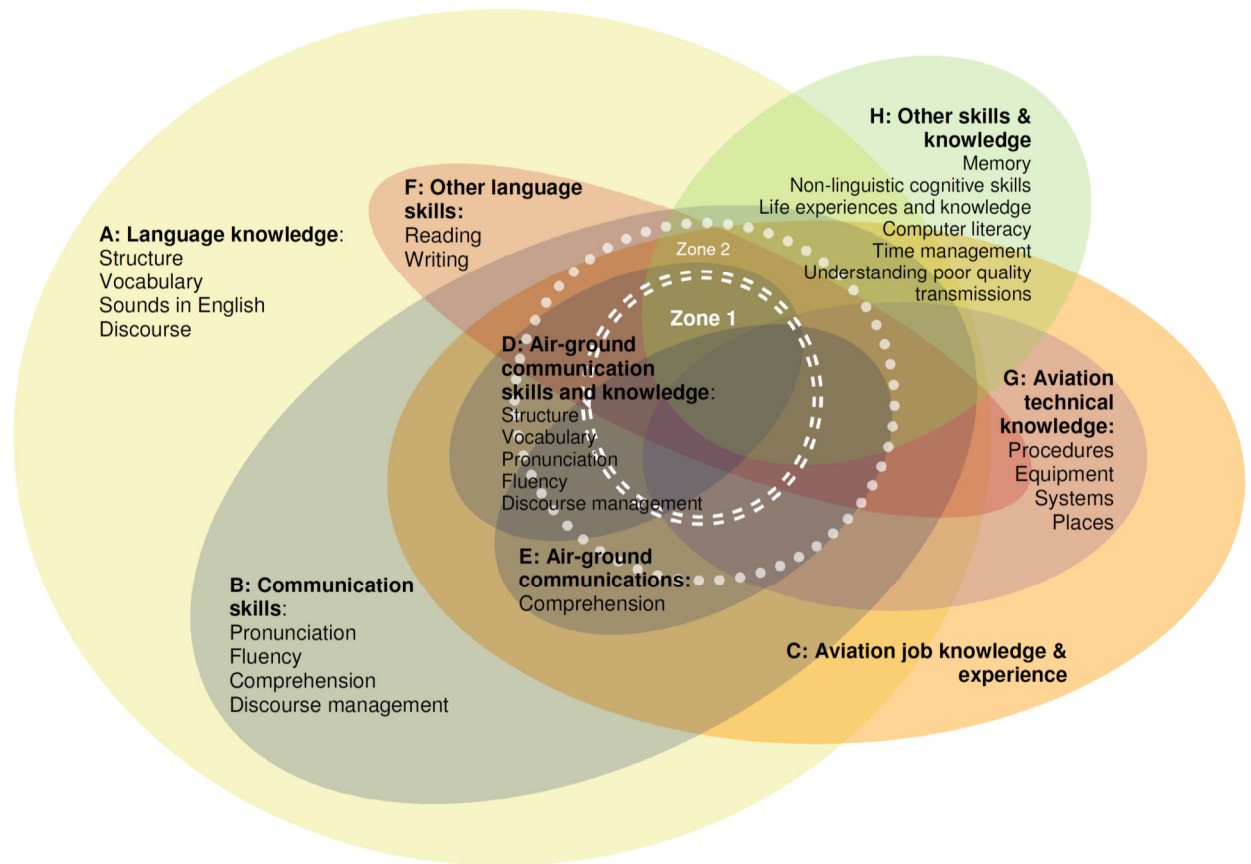 H: Other skills &
knowledge
Memory
Non-linguistic cognitive skills
Life experiences and knowledge
Computer literacy
Time management
Understanding poor quality
transmissions
F: Other language
skills:
Reading
Writing
A: Language knowledge:
Structure
Vocabulary
Sounds in English
Discourse
Zone 2
Zone 1
D: Air-ground
communication
skills and knowledge:
Structure
Vocabulary
Pronunciation
Fluency
Discourse management
G: Aviation
technical
knowledge:
Procedures
Equipment
Systems
Places
E: Air-ground
communications:
Comprehension
B: Communication
skills:
Pronunciation
Fluency
Comprehension
Discourse management
C: Aviation job knowledge &
experience